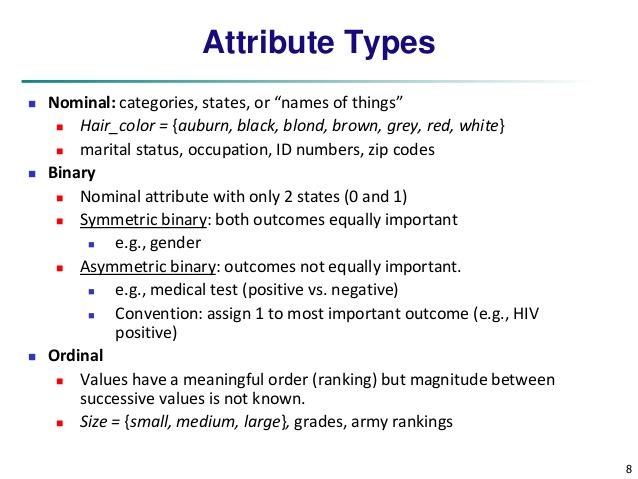 Attribute Types
Nominal: categories, states, or “names of things”
Hair_color = {auburn, black, blond, brown, grey, red, white}
marital status, occupation, ID numbers, zip codes
Binary
Nominal attribute with only 2 states (0 and 1)
Symmetric binary: both outcomes equally important
e.g., gender
Asymmetric binary: outcomes not equally important.
e.g., medical test (positive vs. negative)
Convention: assign 1 to most important outcome (e.g., HIV
positive)
Ordinal
Values have a meaningful order (ranking) but magnitude between
successive values is not known.
Size = {small, medium, large}, grades, army rankings
8